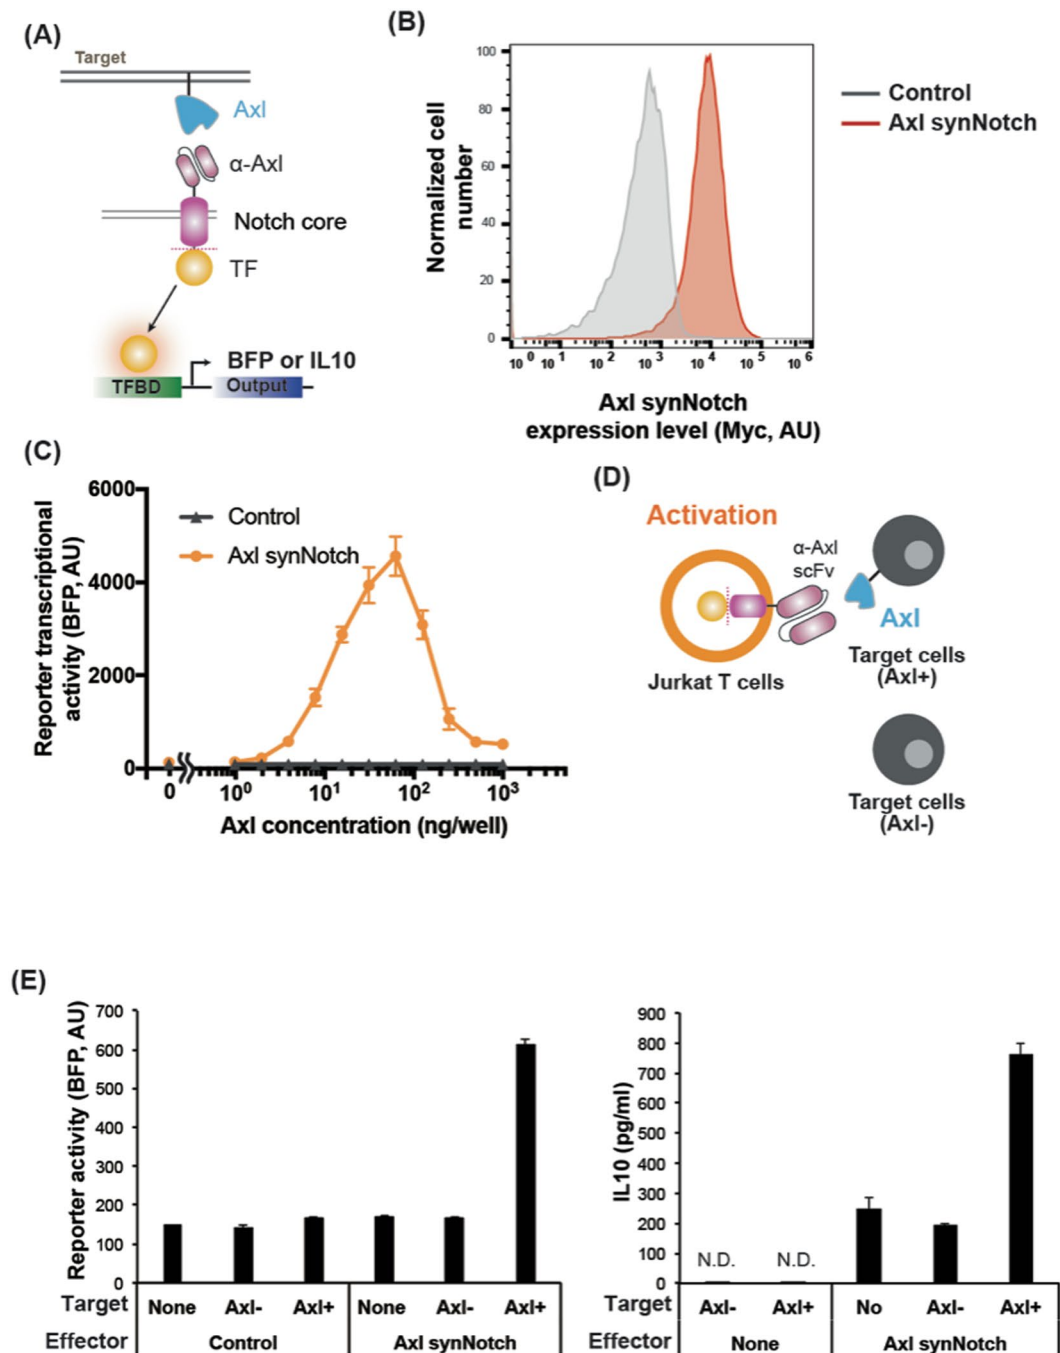 (A)
Target
Axl
α-Axl
Notch core
TF
BFP or IL10
TFBD
Output
(B)
Normalized cell
number
100
80
60
40
20
0
10^0 10^1 10^2 10^3 10^4 10^5 10^6
Axl synNotch
expression level (Myc, AU)
Control
Axl synNotch
(C)
Reporter transcriptional
activity (BFP, AU)
6000
4000
2000
0
Control
Axl synNotch
0 10^0 10^1 10^2 10^3
Axl concentration (ng/well)
(D)
Activation
α-Axl
scFv
Axl
Jurkat T cells
Target cells
(Axl+)
Target cells
(Axl-)
(E)
Reporter activity (BFP, AU)
700
600
500
400
300
200
100
0
Target None Axl- Axl+ None Axl- Axl+
Effector Control Axl synNotch
IL10 (pg/ml)
900
800
700
600
500
400
300
200
100
0
N.D. N.D.
Target Axl- Axl+ No Axl- Axl+
Effector None Axl synNotch